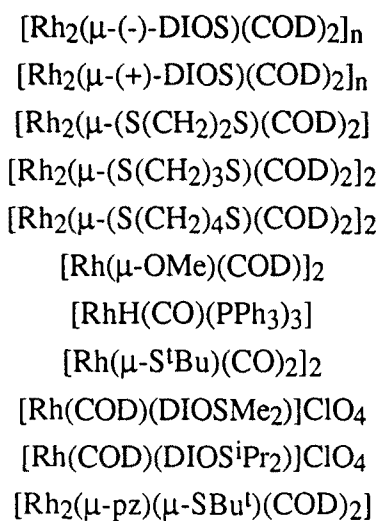 [Rh2(μ-(-)-DIOS)(COD)2]n
[Rh2(μ-(+)-DIOS)(COD)2]n
[Rh2(μ-(S(CH2)2S)(COD)2]
[Rh2(μ-(S(CH2)3S)(COD)2]2
[Rh2(μ-(S(CH2)4S)(COD)2]2
[Rh(μ-OMe)(COD)]2
[RhH(CO)(PPh3)3]
[Rh(μ-StBu)(CO)2]2
[Rh(COD)(DIOSMe2)]ClO4
[Rh(COD)(DIOSiPr2)]ClO4
[Rh2(μ-pz)(μ-SBut)(COD)2]